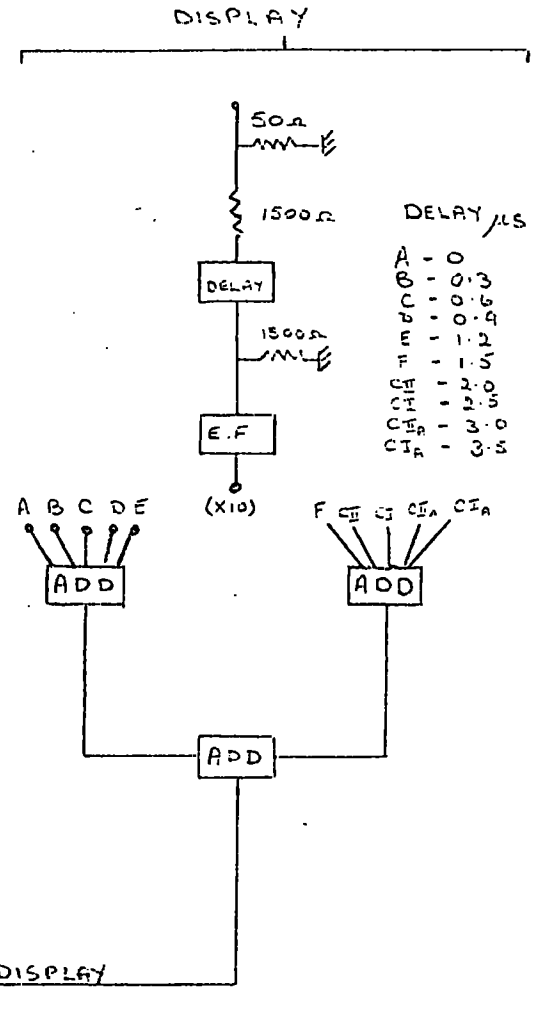 DISPLAY
50Ω
1500Ω
DELAY μS
A - 0
B - 0.3
C - 0.6
D - 0.9
E - 1.2
F - 1.5
CII - 2.0
CI - 2.5
CIIA - 3.0
CIA - 3.5
DELAY
1500Ω
E.F
(X10)
A B C D E
F CII CI CIIA CIA
ADD
ADD
ADD
DISPLAY